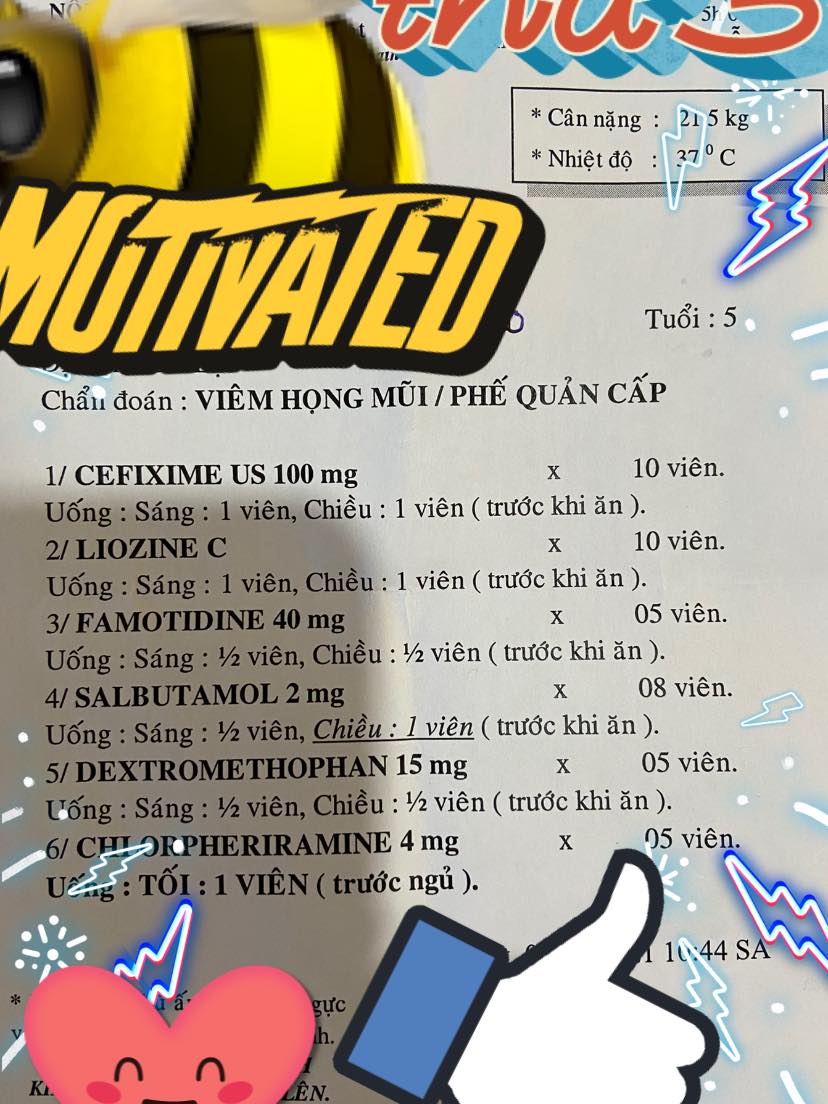 NỘ
5h
* Cân nặng : 21.5 kg
* Nhiệt độ : 37⁰ C
MOTIVATED
Tuổi : 5
Chẩn đoán : VIÊM HỌNG MŨI / PHẾ QUẢN CẤP
1/ CEFIXIME US 100 mg x 10 viên.
Uống : Sáng : 1 viên, Chiều : 1 viên ( trước khi ăn ).
2/ LIOZINE C x 10 viên.
Uống : Sáng : 1 viên, Chiều : 1 viên ( trước khi ăn ).
3/ FAMOTIDINE 40 mg x 05 viên.
Uống : Sáng : ½ viên, Chiều : ½ viên ( trước khi ăn ).
4/ SALBUTAMOL 2 mg x 08 viên.
Uống : Sáng : ½ viên, Chiều : 1 viên ( trước khi ăn ).
5/ DEXTROMETHOPHAN 15 mg x 05 viên.
Uống : Sáng : ½ viên, Chiều : ½ viên ( trước khi ăn ).
6/ CHLORPHERIRAMINE 4 mg x 05 viên.
Uống : TỐI : 1 VIÊN ( trước ngủ ).
10:44 SA
LÊN.